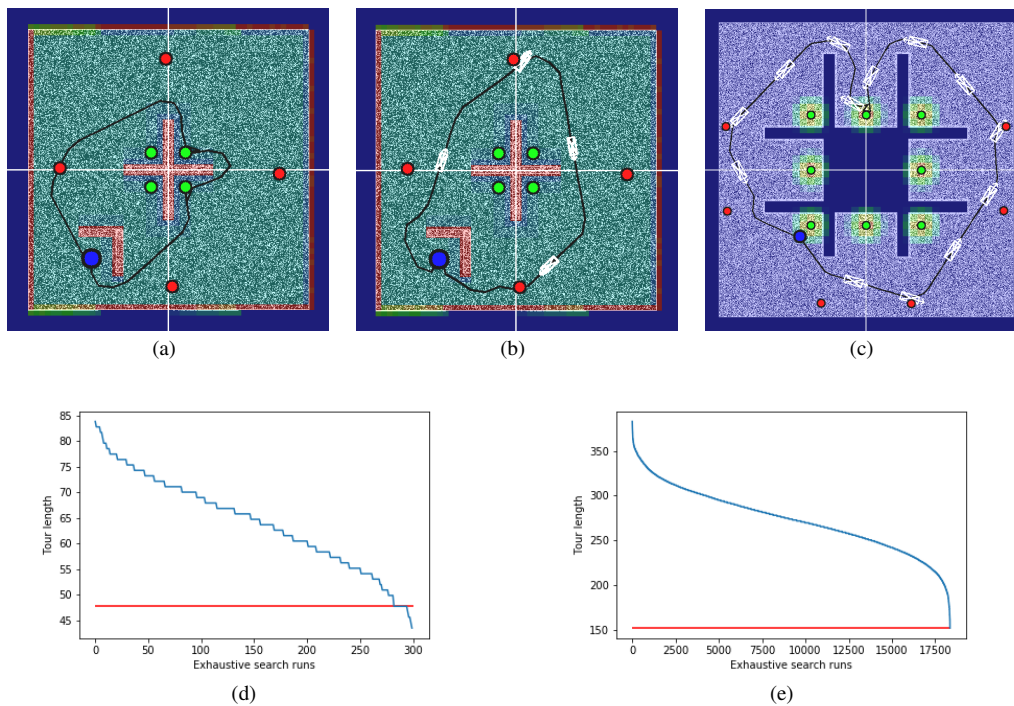 (a)
(b)
(c)
85
80
75
70
65
60
55
50
45
Tour length
0 50 100 150 200 250 300
Exhaustive search runs
(d)
350
300
250
200
150
Tour length
0 2500 5000 7500 10000 12500 15000 17500
Exhaustive search runs
(e)